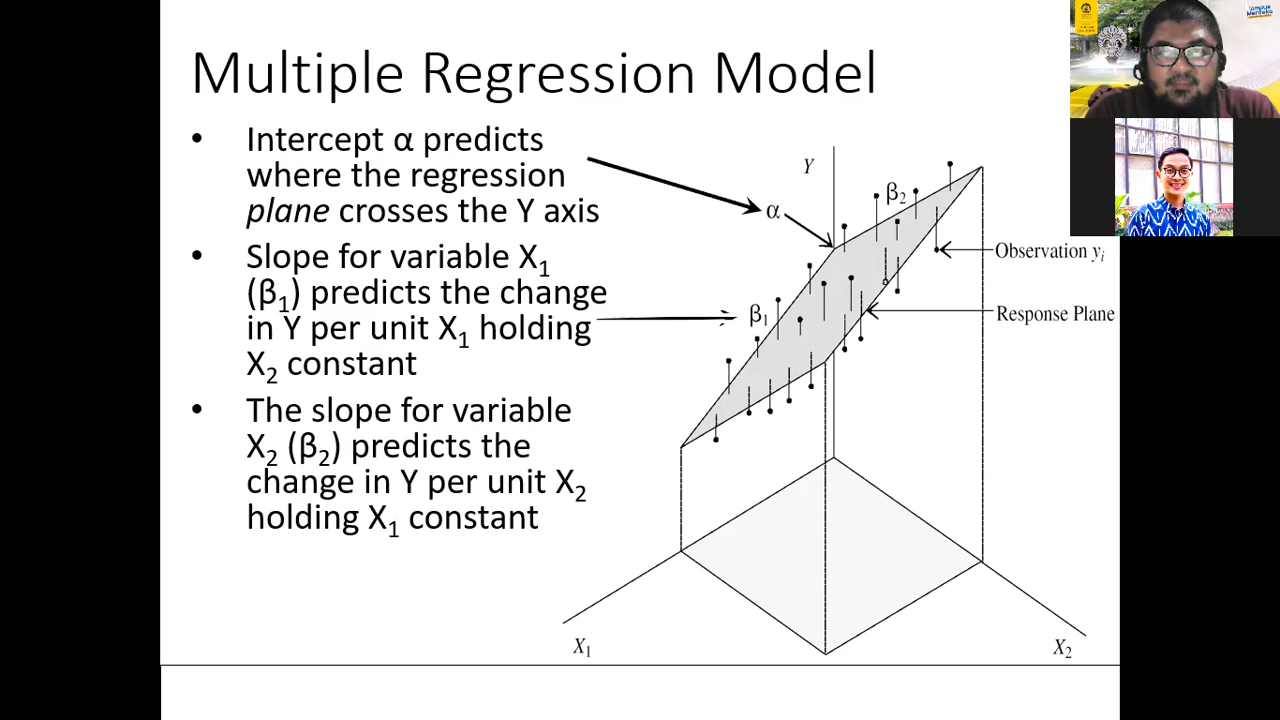 Multiple Regression Model
• Intercept α predicts
where the regression
plane crosses the Y axis
• Slope for variable X₁
(β₁) predicts the change
in Y per unit X₁ holding
X₂ constant
• The slope for variable
X₂ (β₂) predicts the
change in Y per unit X₂
holding X₁ constant
Y
α
β₂
β₁
Observation yᵢ
Response Plane
X₁
X₂